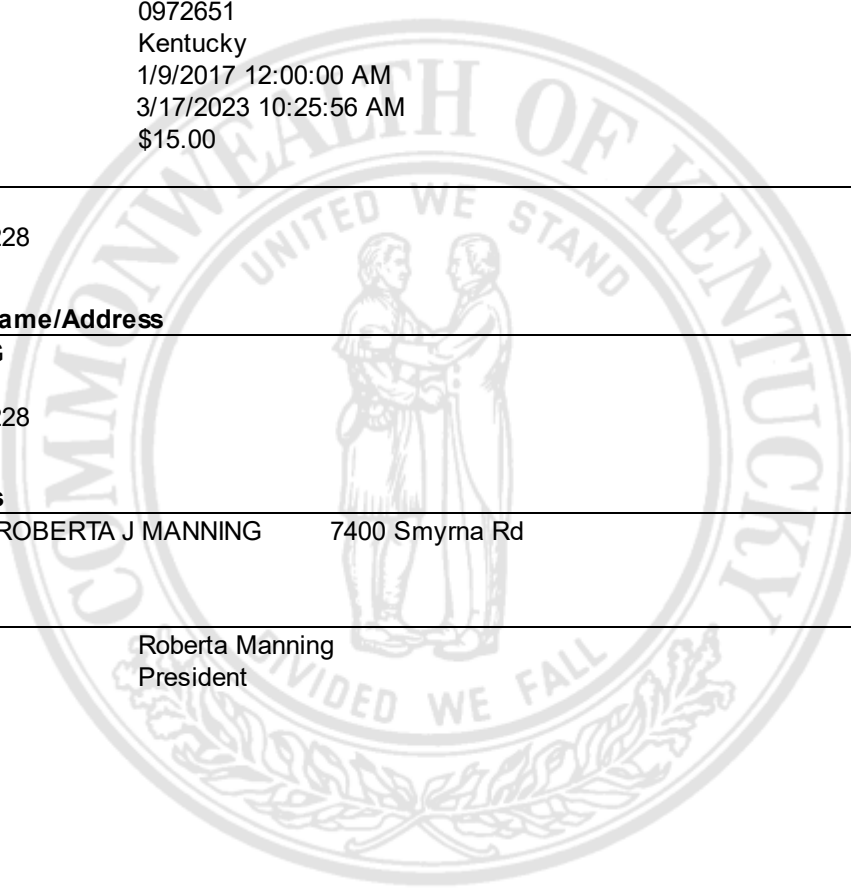 0972651
Kentucky
1/9/2017 12:00:00 AM
3/17/2023 10:25:56 AM
$15.00
228
ame/Address
G
228
s
ROBERTA J MANNING 7400 Smyrna Rd
Roberta Manning
President
COMMONWEALTH OF KENTUCKY
UNITED WE STAND
DIVIDED WE FALL